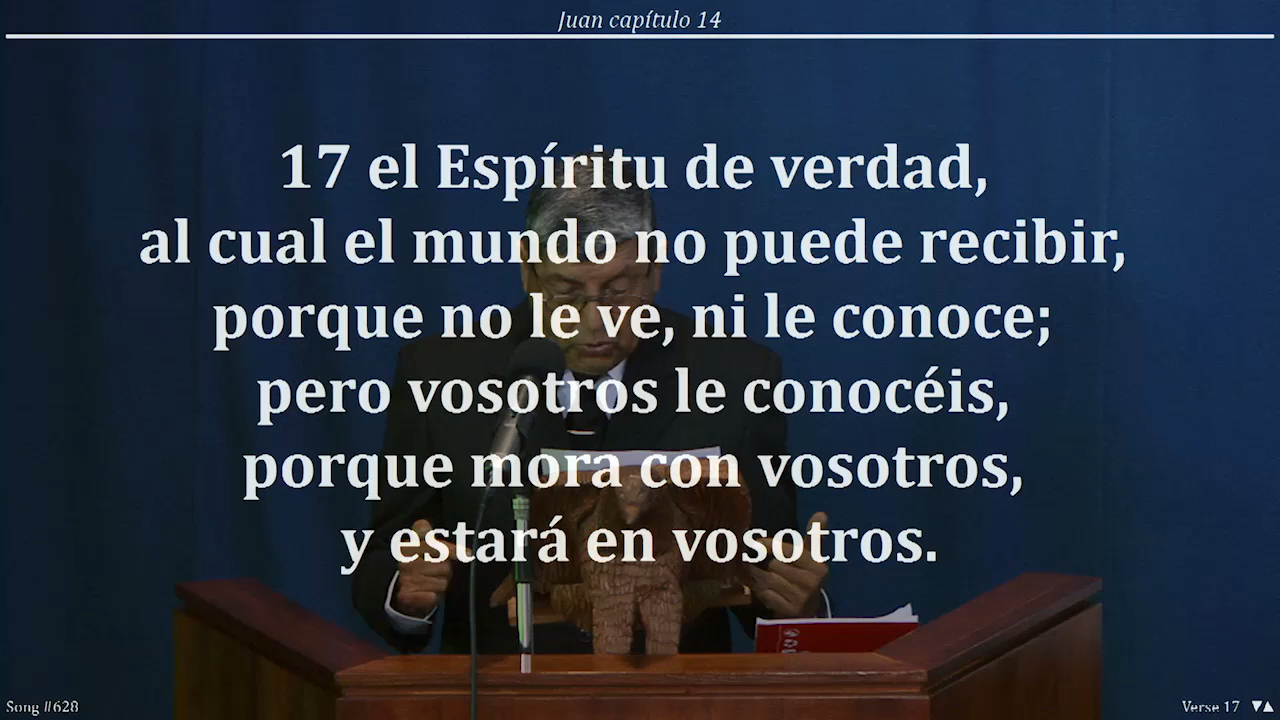 Juan capítulo 14
17 el Espíritu de verdad,
al cual el mundo no puede recibir,
porque no le ve, ni le conoce;
pero vosotros le conocéis,
porque mora con vosotros,
y estará en vosotros.
Song #628
Verse 17 ▼▲